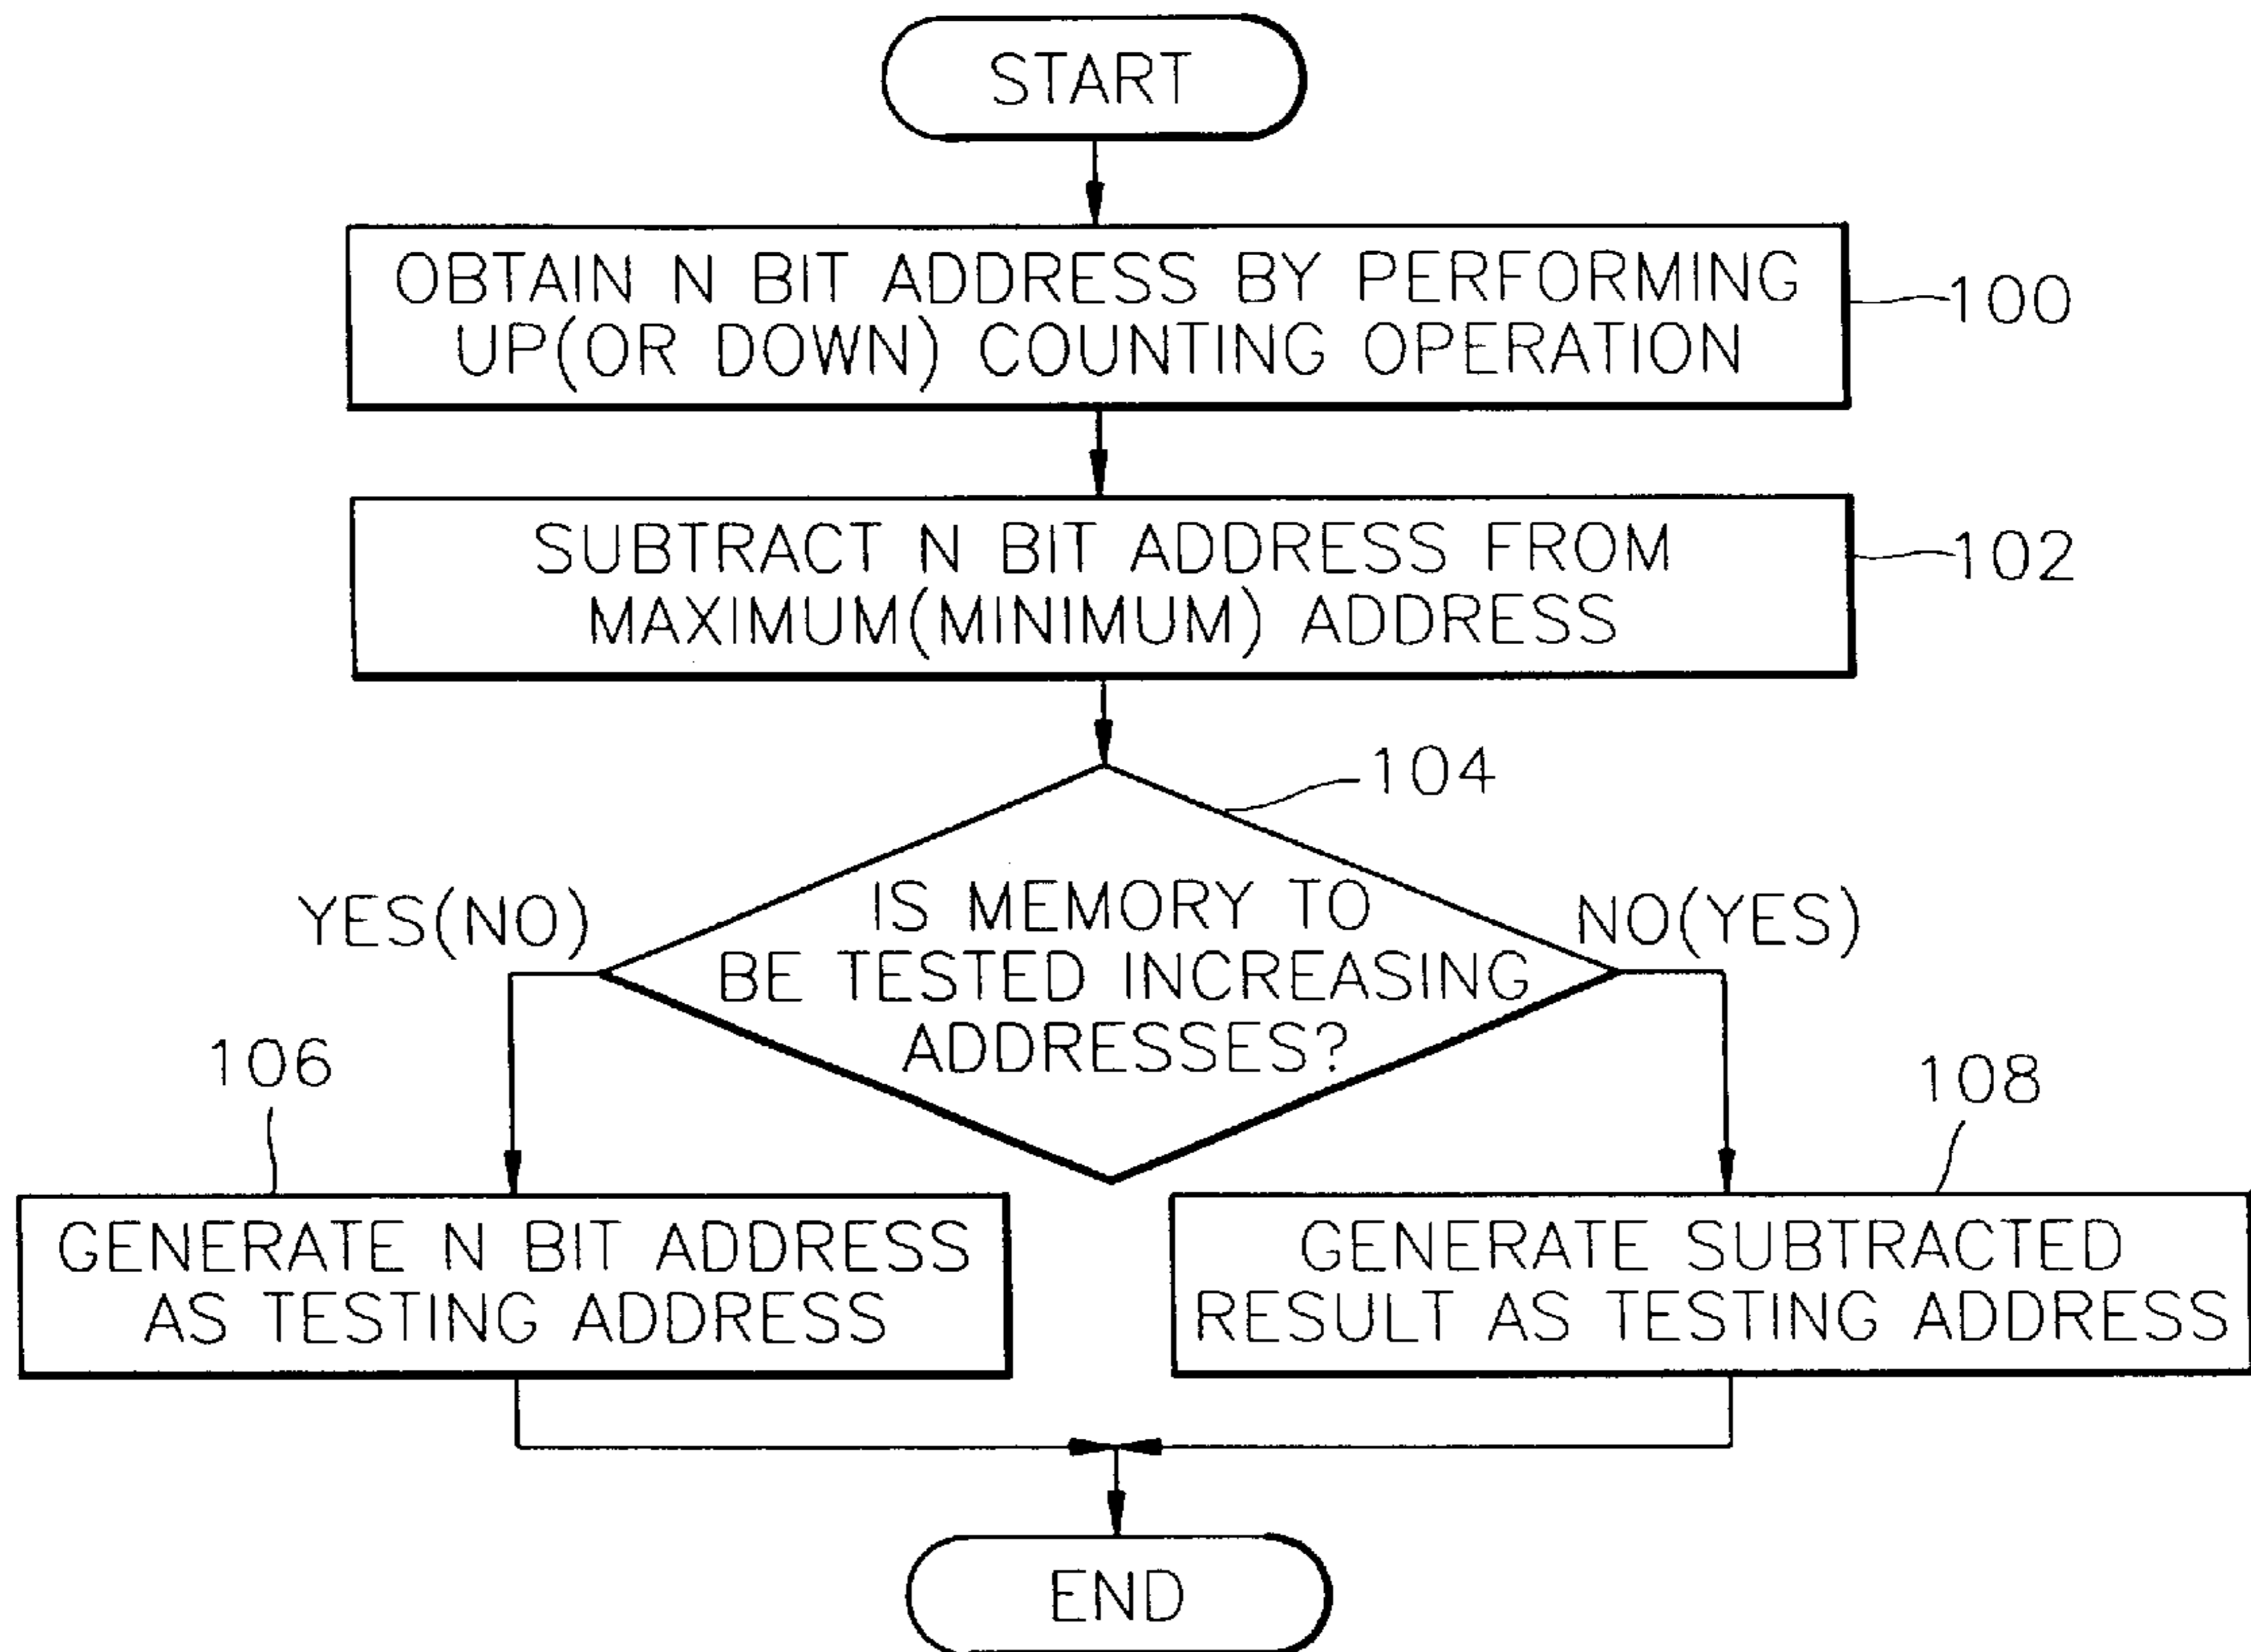 START
OBTAIN N BIT ADDRESS BY PERFORMING
UP(OR DOWN) COUNTING OPERATION
100
SUBTRACT N BIT ADDRESS FROM
MAXIMUM(MINIMUM) ADDRESS
102
104
IS MEMORY TO
BE TESTED INCREASING
ADDRESSES?
YES(NO)
NO(YES)
106
108
GENERATE N BIT ADDRESS
AS TESTING ADDRESS
GENERATE SUBTRACTED
RESULT AS TESTING ADDRESS
END